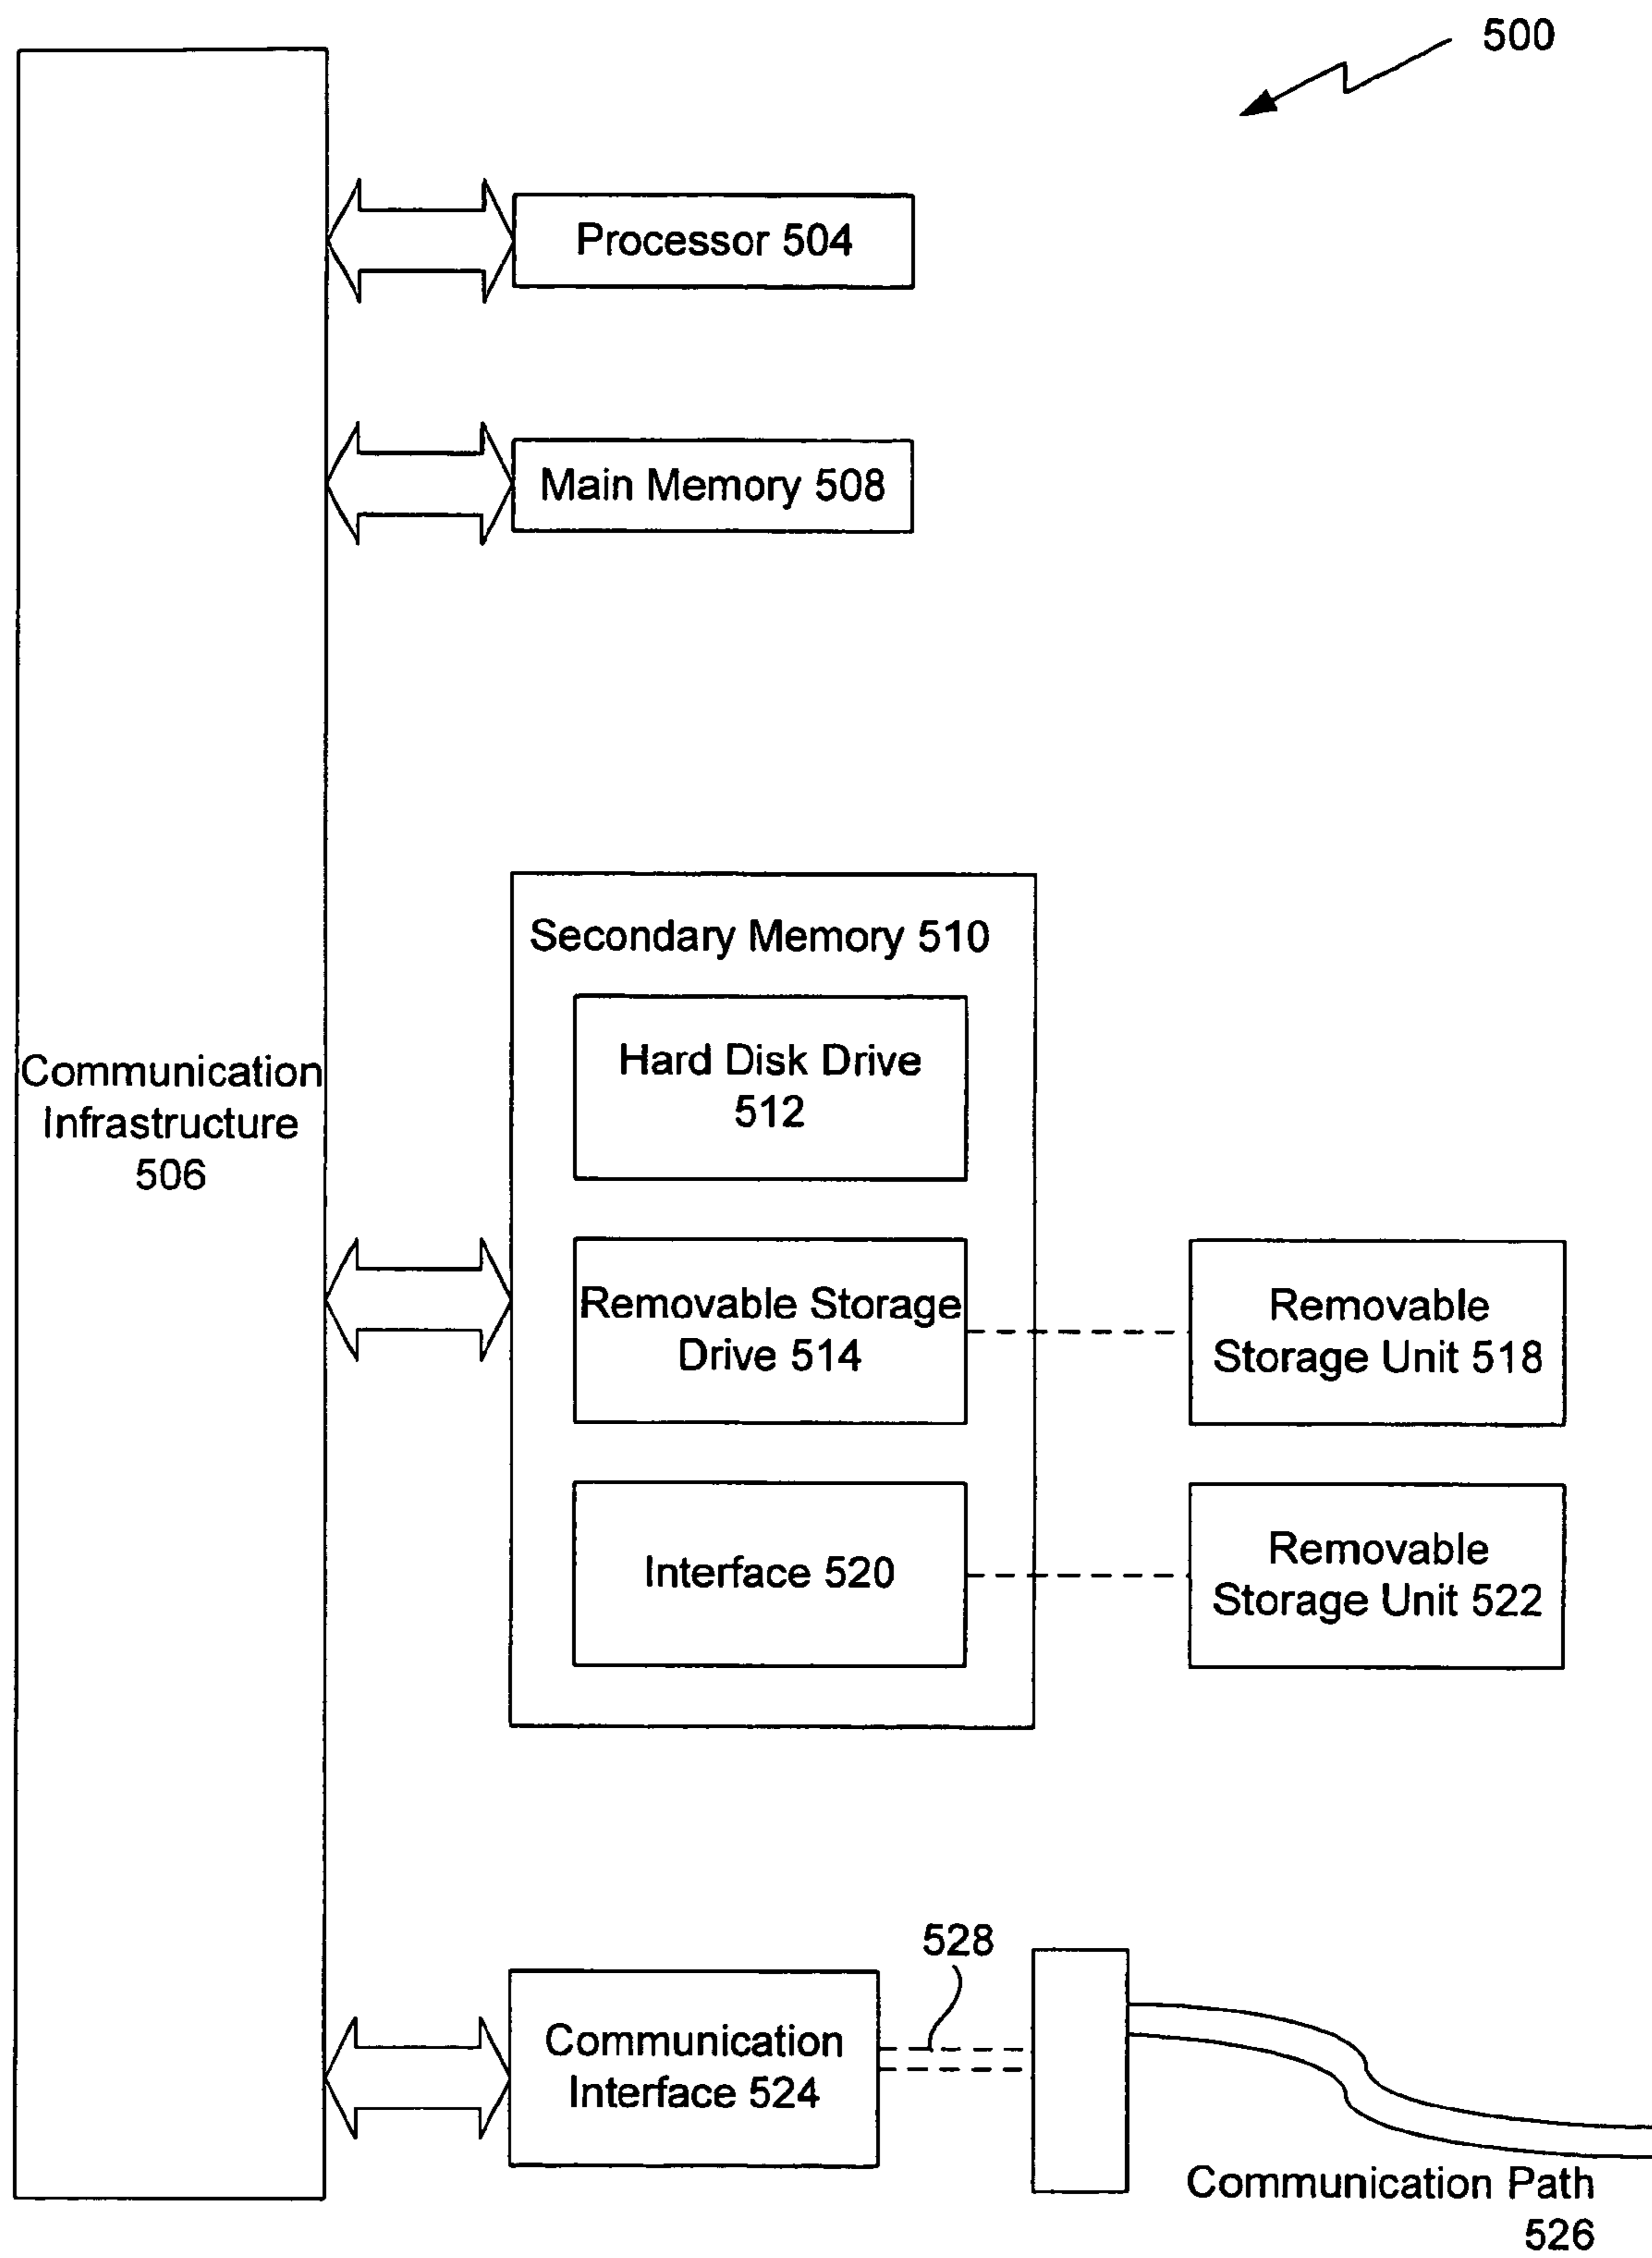 500
Processor 504
Main Memory 508
Secondary Memory 510
Hard Disk Drive
512
Communication
Infrastructure
506
Removable Storage
Drive 514
Removable
Storage Unit 518
Interface 520
Removable
Storage Unit 522
528
Communication
Interface 524
Communication Path
526